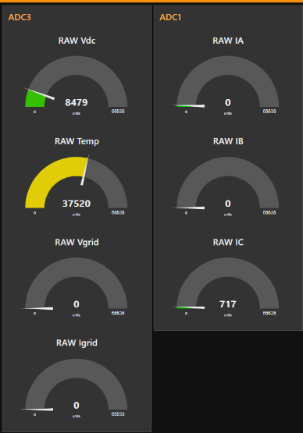 ADC3
RAW Vdc
8479
0
65535
RAW Temp
37520
0
65535
RAW Vgrid
0
0
65535
RAW Igrid
0
0
65535
ADC1
RAW IA
0
0
65535
RAW IB
0
0
65535
RAW IC
717
0
65535